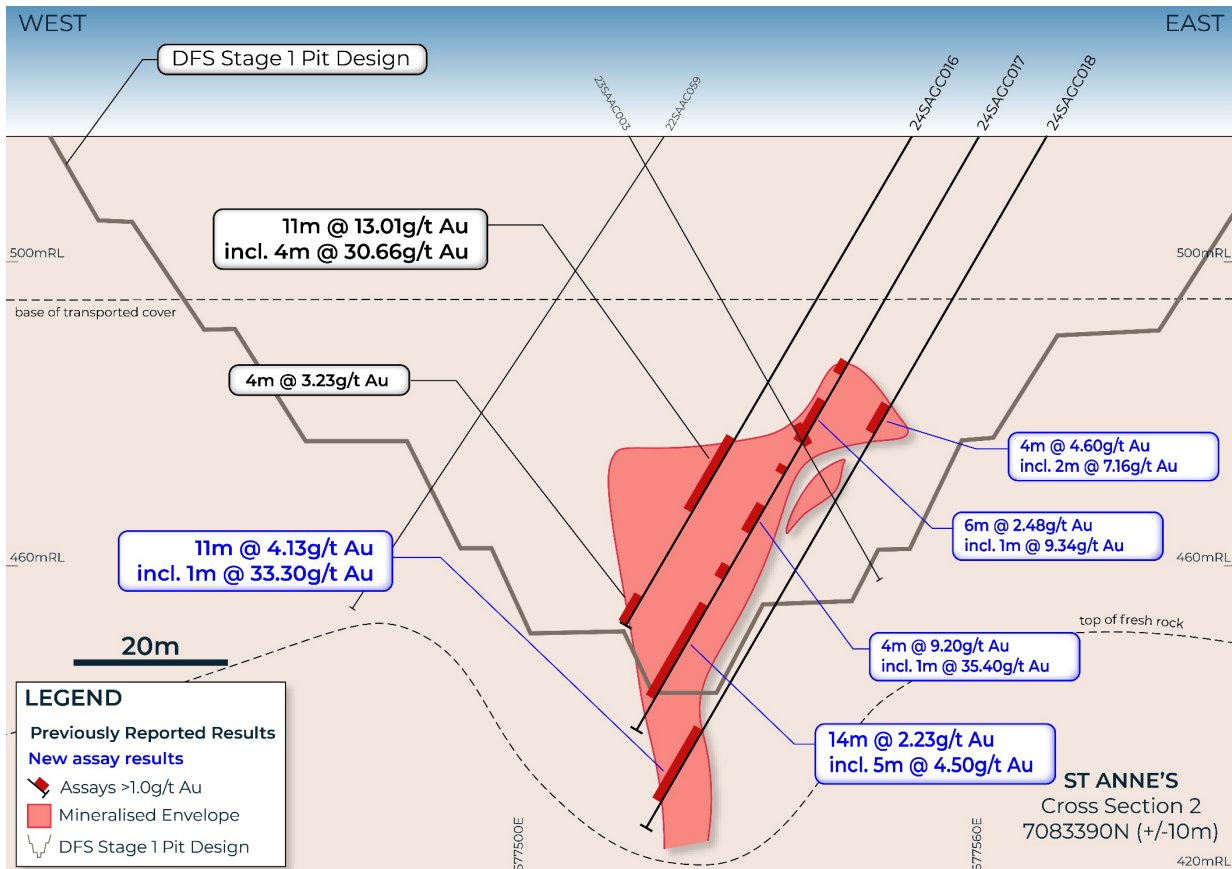 WEST
EAST
DFS Stage 1 Pit Design
23SAAC003
22SAAC059
24SAGC016
24SAGC017
24SAGC018
11m @ 13.01g/t Au
incl. 4m @ 30.66g/t Au
500mRL
500mRL
base of transported cover
4m @ 3.23g/t Au
4m @ 4.60g/t Au
incl. 2m @ 7.16g/t Au
6m @ 2.48g/t Au
incl. 1m @ 9.34g/t Au
11m @ 4.13g/t Au
incl. 1m @ 33.30g/t Au
460mRL
460mRL
top of fresh rock
20m
4m @ 9.20g/t Au
incl. 1m @ 35.40g/t Au
14m @ 2.23g/t Au
incl. 5m @ 4.50g/t Au
LEGEND
Previously Reported Results
New assay results
Assays >1.0g/t Au
Mineralised Envelope
DFS Stage 1 Pit Design
677500E
677560E
ST ANNE'S
Cross Section 2
7083390N (+/-10m)
420mRL